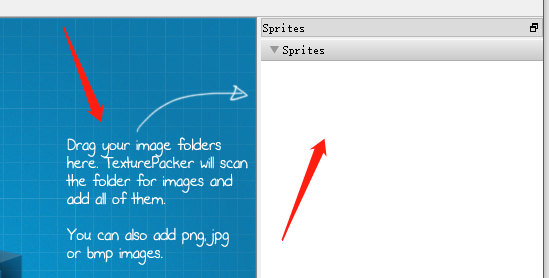 Sprites
Sprites
Drag your image folders
here. TexturePacker will scan
the folder for images and
add all of them.
You can also add png, jpg
or bmp images.